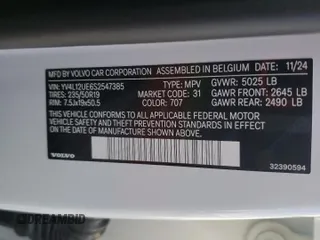 MFD BY VOLVO CAR CORPORATION ASSEMBLED IN BELGIUM 11/24
VIN: YV4L12UE6S2547385 TYPE: MPV GVWR: 5025 LB
TIRES: 235/50R19 MARKET CODE: 31 GAWR FRONT: 2645 LB
RIM: 7.5Jx19x50.5 COLOR: 707 GAWR REAR: 2490 LB
THIS VEHICLE CONFORMS TO ALL APPLICABLE FEDERAL MOTOR
VEHICLE SAFETY, BUMPER, AND THEFT PREVENTION STANDARDS IN
EFFECT ON THE DATE OF MANUFACTURE SHOWN ABOVE.
VOLVO
32390594
DREAMBID